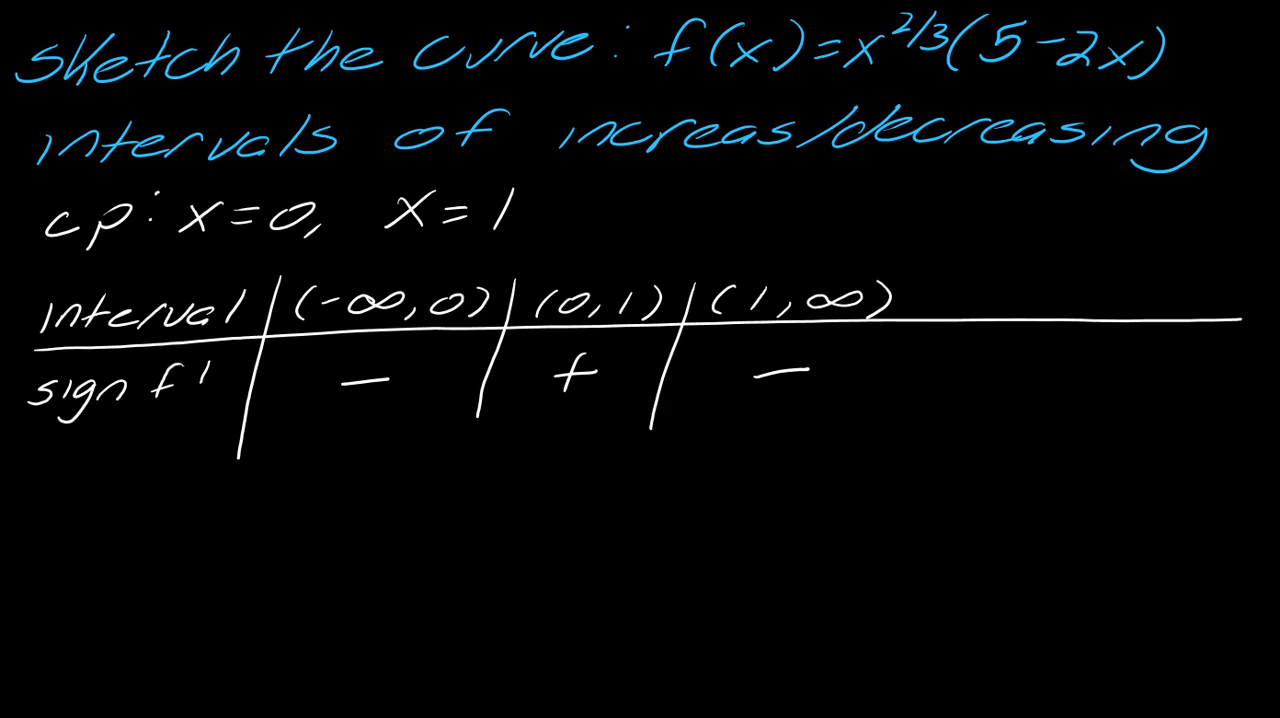 sketch the curve: f(x)=x^2/3(5-2x)
intervals of increas/decreasing
cp: x=0, x=1
interval | (-∞,0) | (0,1) | (1,∞)
sign f' | - | + | -